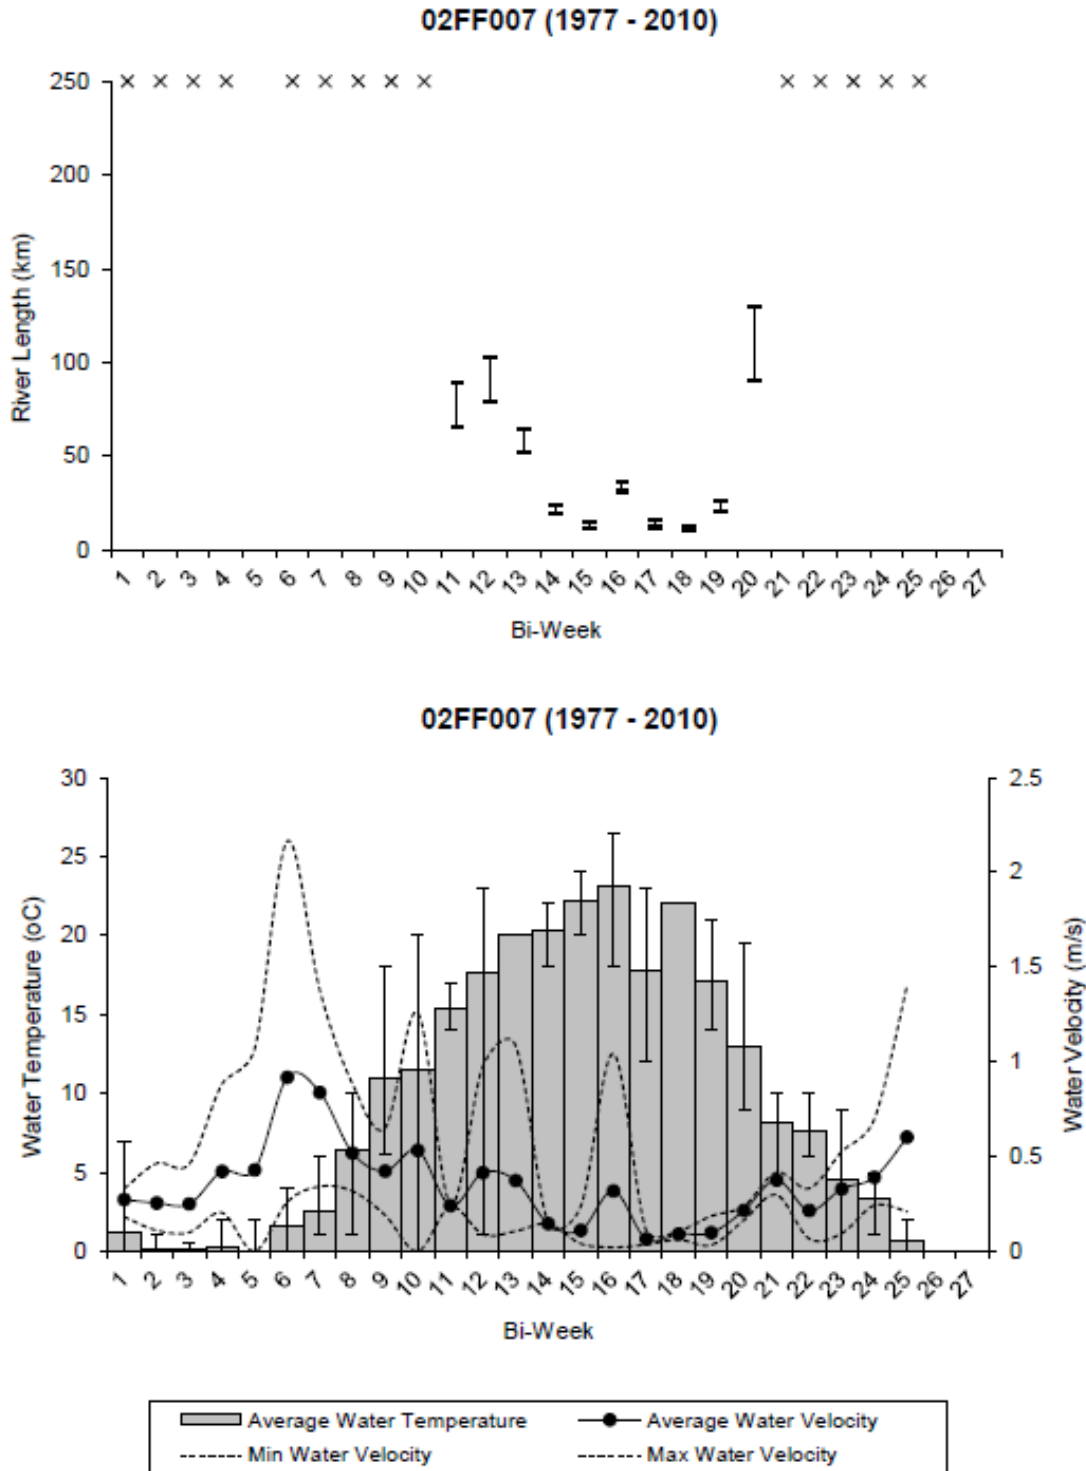 02FF007 (1977 - 2010)
250
200
150
100
50
0
River Length (km)
1 2 3 4 5 6 7 8 9 10 11 12 13 14 15 16 17 18 19 20 21 22 23 24 25 26 27
Bi-Week
02FF007 (1977 - 2010)
30 2.5
25
2
20
1.5
15
1
10
5 0.5
0 0
Water Temperature (oC)
Water Velocity (m/s)
1 2 3 4 5 6 7 8 9 10 11 12 13 14 15 16 17 18 19 20 21 22 23 24 25 26 27
Bi-Week
Average Water Temperature Average Water Velocity
Min Water Velocity Max Water Velocity